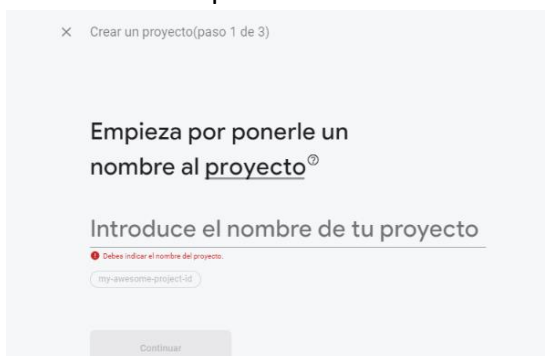 Crear un proyecto(paso 1 de 3)
Empieza por ponerle un
nombre al proyecto
Introduce el nombre de tu proyecto
Debes indicar el nombre del proyecto.
my-awesome-project-id
Continuar